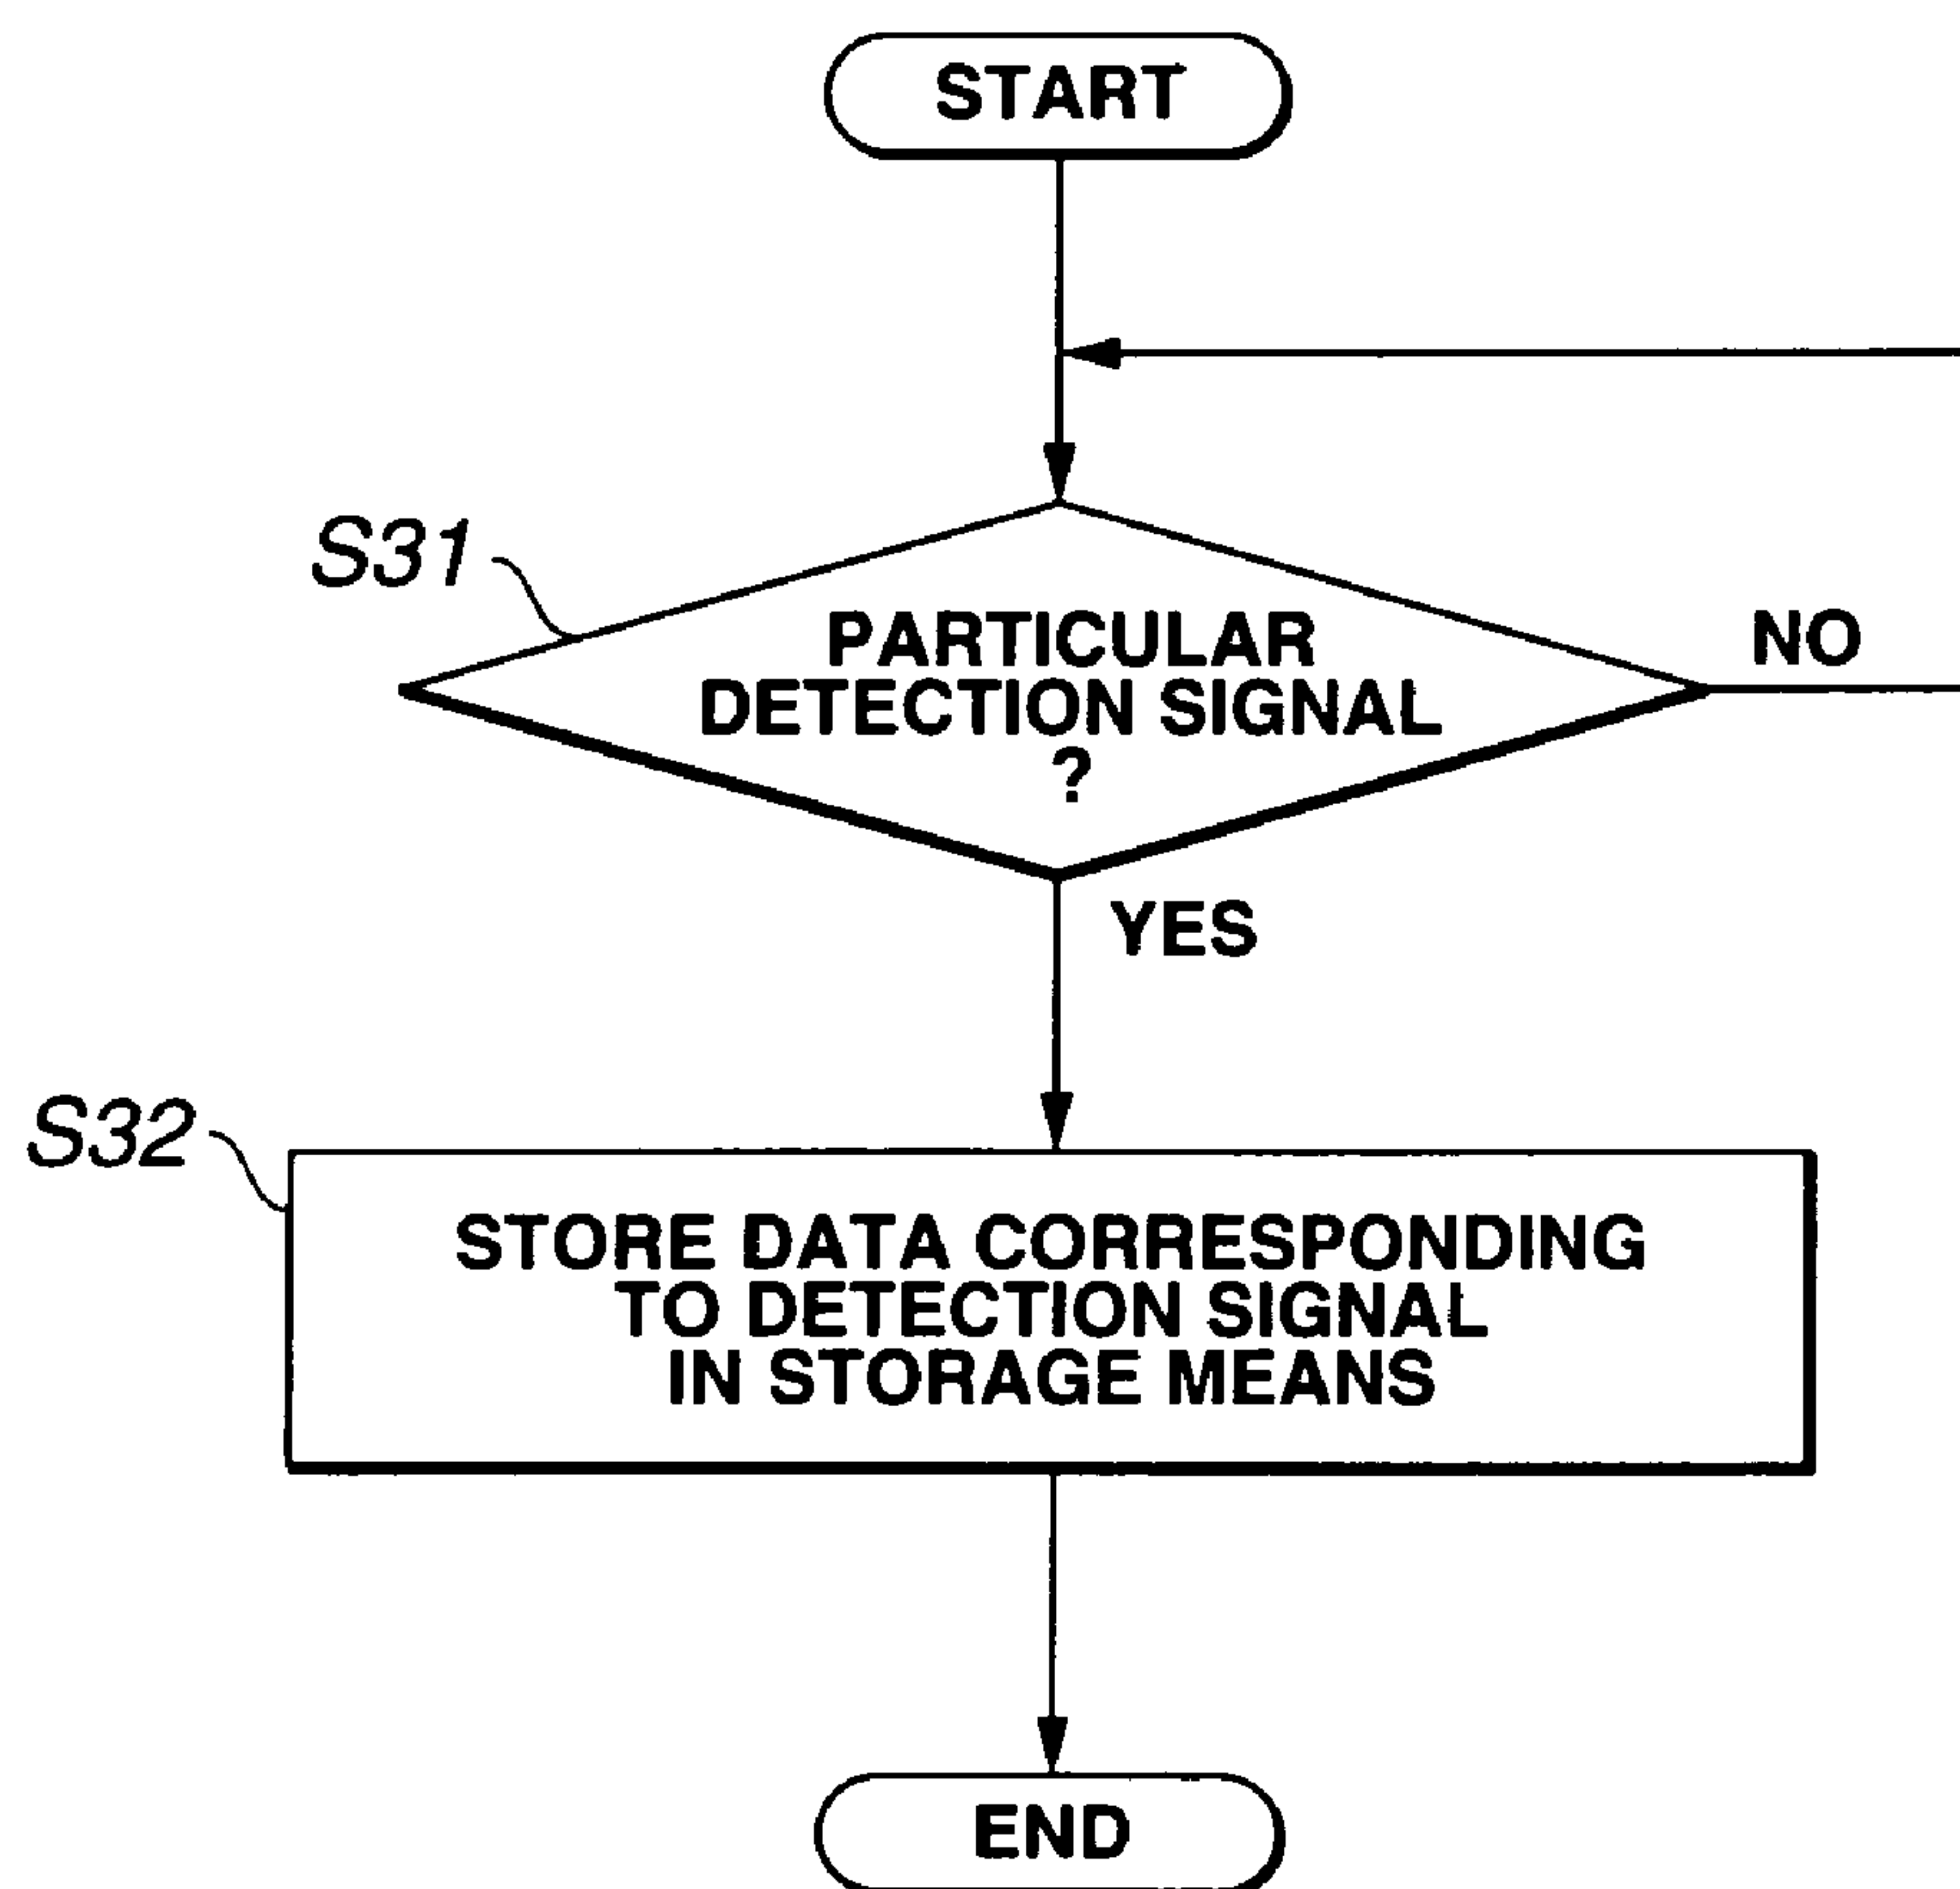 START
S31
PARTICULAR
DETECTION SIGNAL
?
NO
YES
S32
STORE DATA CORRESPONDING
TO DETECTION SIGNAL
IN STORAGE MEANS
END